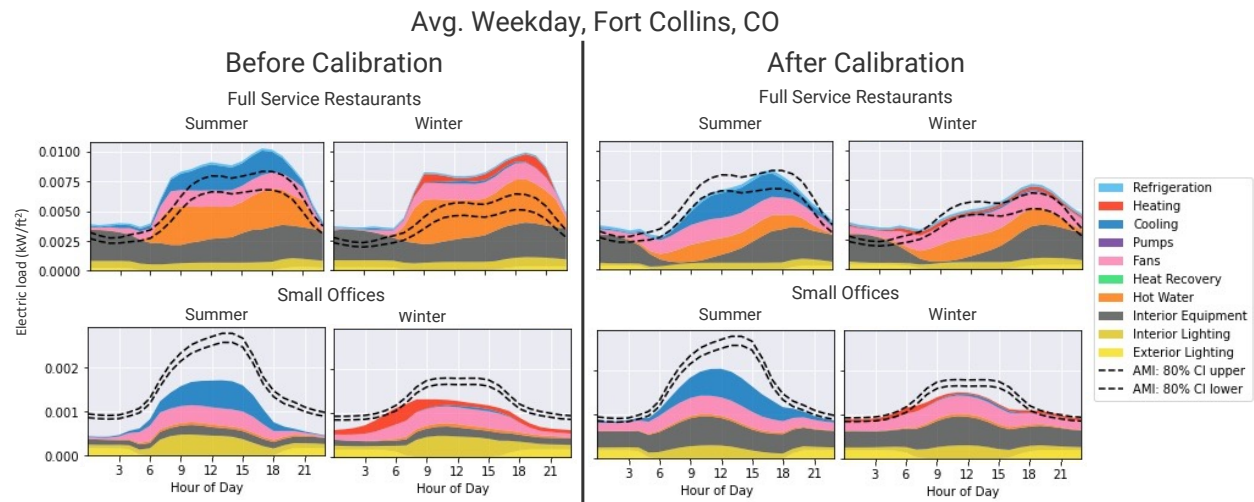 Avg. Weekday, Fort Collins, CO
Before Calibration
After Calibration
Full Service Restaurants
Full Service Restaurants
Summer
Winter
Summer
Winter
0.0100
0.0075
0.0050
0.0025
0.0000
Electric load (kW/ft²)
Small Offices
Small Offices
Summer
Winter
Summer
Winter
0.002
0.001
0.000
3 6 9 12 15 18 21
3 6 9 12 15 18 21
3 6 9 12 15 18 21
3 6 9 12 15 18 21
Hour of Day
Hour of Day
Hour of Day
Hour of Day
Refrigeration
Heating
Cooling
Pumps
Fans
Heat Recovery
Hot Water
Interior Equipment
Interior Lighting
Exterior Lighting
AMI: 80% CI upper
AMI: 80% CI lower